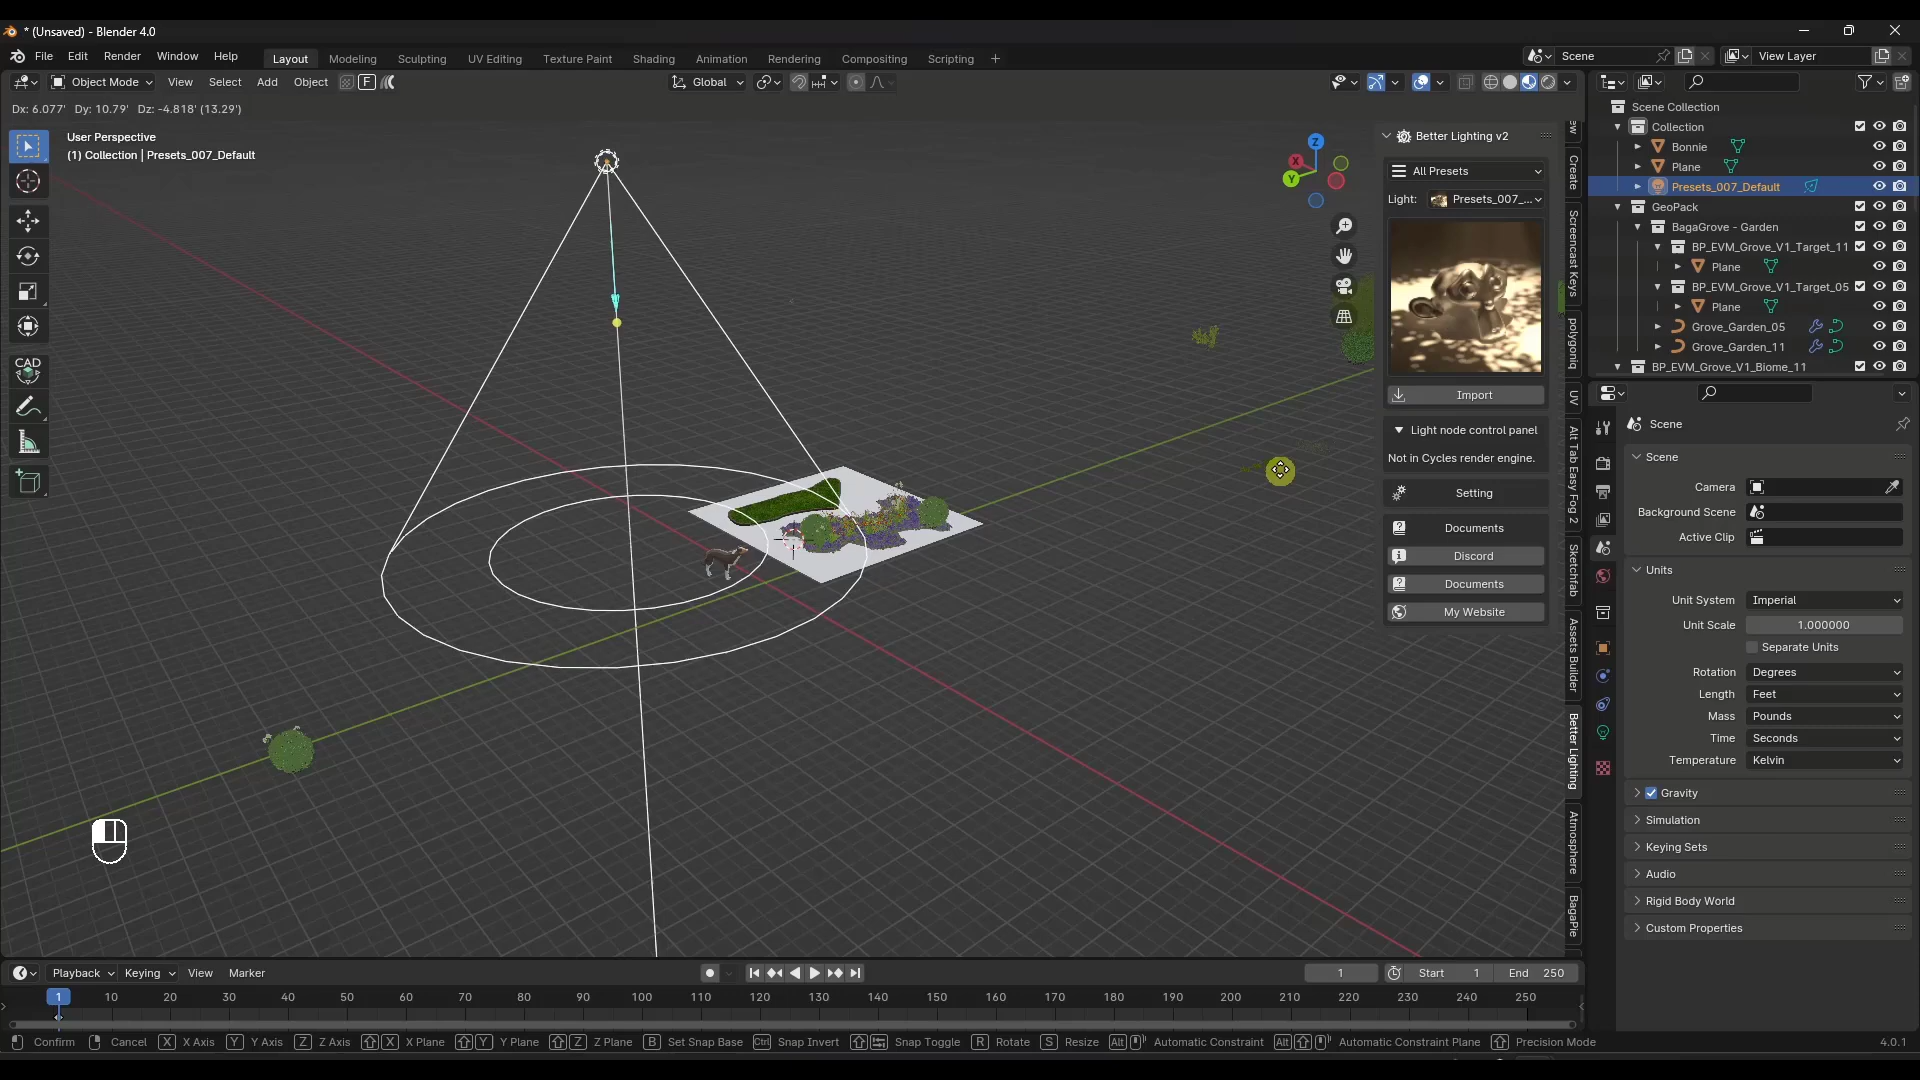 * (Unsaved) - Blender 4.0
File Edit Render Window Help
Layout Modeling Sculpting UV Editing Texture Paint Shading Animation Rendering Compositing Scripting +
Scene View Layer
Object Mode View Select Add Object
Global
Dx: 6.077' Dy: 10.79' Dz: -4.818' (13.29')
User Perspective
(1) Collection | Presets_007_Default
CAD
Z
X
Y
Better Lighting v2
All Presets
Light: Presets_007_...
Import
Light node control panel
Not in Cycles render engine.
Setting
Documents
Discord
Documents
My Website
ew
Create
Screencast Keys
polygoniq
UV
Alt Tab Easy Fog 2
Sketchfab
Assets Builder
Better Lighting
Atmosphere
BagaPie
Scene Collection
Collection
Bonnie
Plane
Presets_007_Default
GeoPack
BagaGrove - Garden
BP_EVM_Grove_V1_Target_11
Plane
BP_EVM_Grove_V1_Target_05
Plane
Grove_Garden_05
Grove_Garden_11
BP_EVM_Grove_V1_Biome_11
Scene
Scene
Camera
Background Scene
Active Clip
Units
Unit System Imperial
Unit Scale 1.000000
Separate Units
Rotation Degrees
Length Feet
Mass Pounds
Time Seconds
Temperature Kelvin
Gravity
Simulation
Keying Sets
Audio
Rigid Body World
Custom Properties
Playback Keying View Marker
1 Start 1 End 250
1 10 20 30 40 50 60 70 80 90 100 110 120 130 140 150 160 170 180 190 200 210 220 230 240 250
Confirm Cancel X X Axis Y Y Axis Z Z Axis X X Plane Y Y Plane Z Z Plane B Set Snap Base Ctrl Snap Invert Snap Toggle R Rotate S Resize Alt Automatic Constraint Alt Automatic Constraint Plane Precision Mode 4.0.1